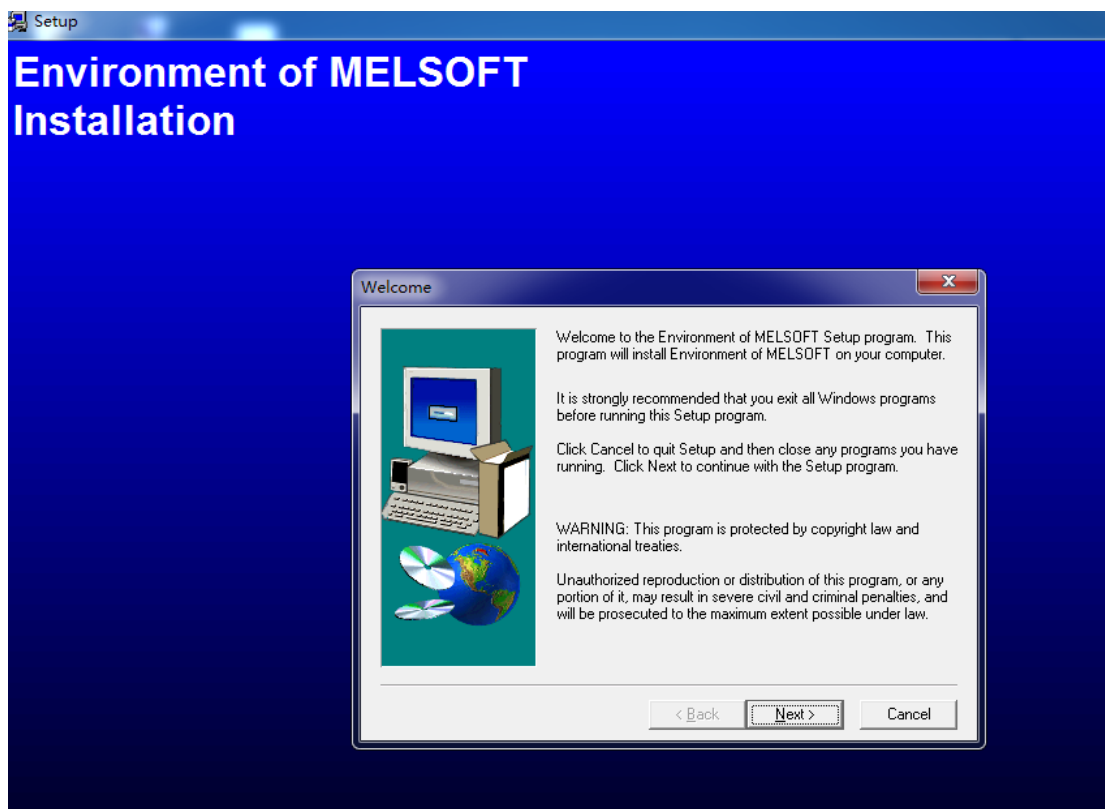 Setup
Environment of MELSOFT
Installation
Welcome
Welcome to the Environment of MELSOFT Setup program.  This
program will install Environment of MELSOFT on your computer.
It is strongly recommended that you exit all Windows programs
before running this Setup program.
Click Cancel to quit Setup and then close any programs you have
running.  Click Next to continue with the Setup program.
WARNING: This program is protected by copyright law and
international treaties.
Unauthorized reproduction or distribution of this program, or any
portion of it, may result in severe civil and criminal penalties, and
will be prosecuted to the maximum extent possible under law.
< Back Next > Cancel